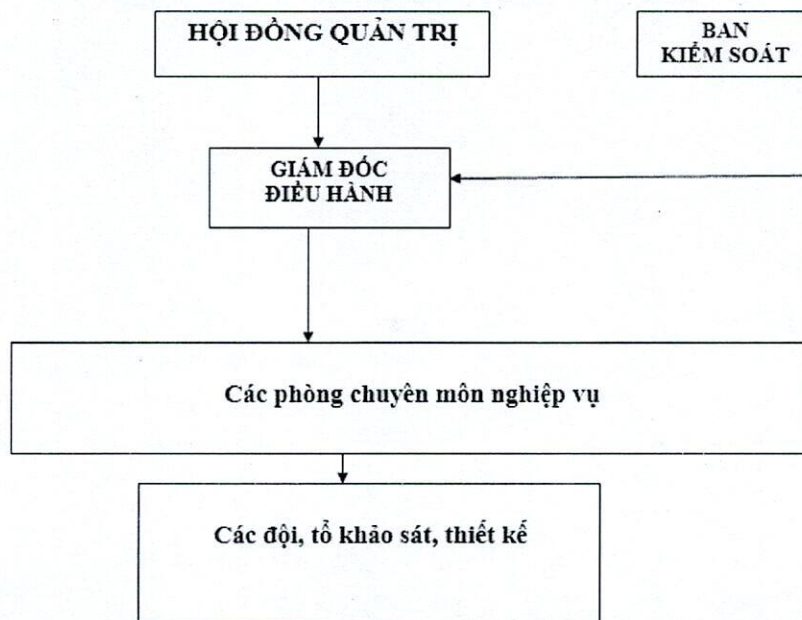 HỘI ĐỒNG QUẢN TRỊ
BAN
KIỂM SOÁT
GIÁM ĐỐC
ĐIỀU HÀNH
Các phòng chuyên môn nghiệp vụ
Các đội, tổ khảo sát, thiết kế